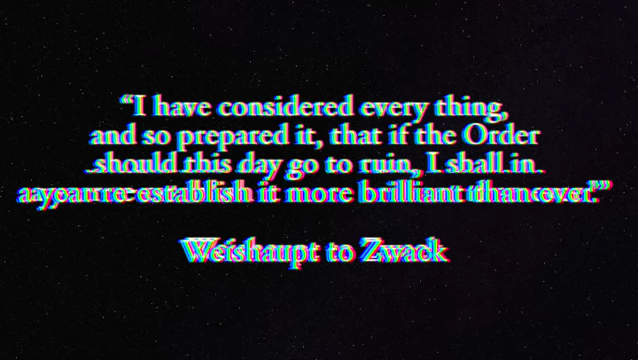 “I have considered every thing,
and so prepared it, that if the Order
should this day go to ruin, I shall in
a year re-establish it more brilliant than ever.”
Weishaupt to Zwack